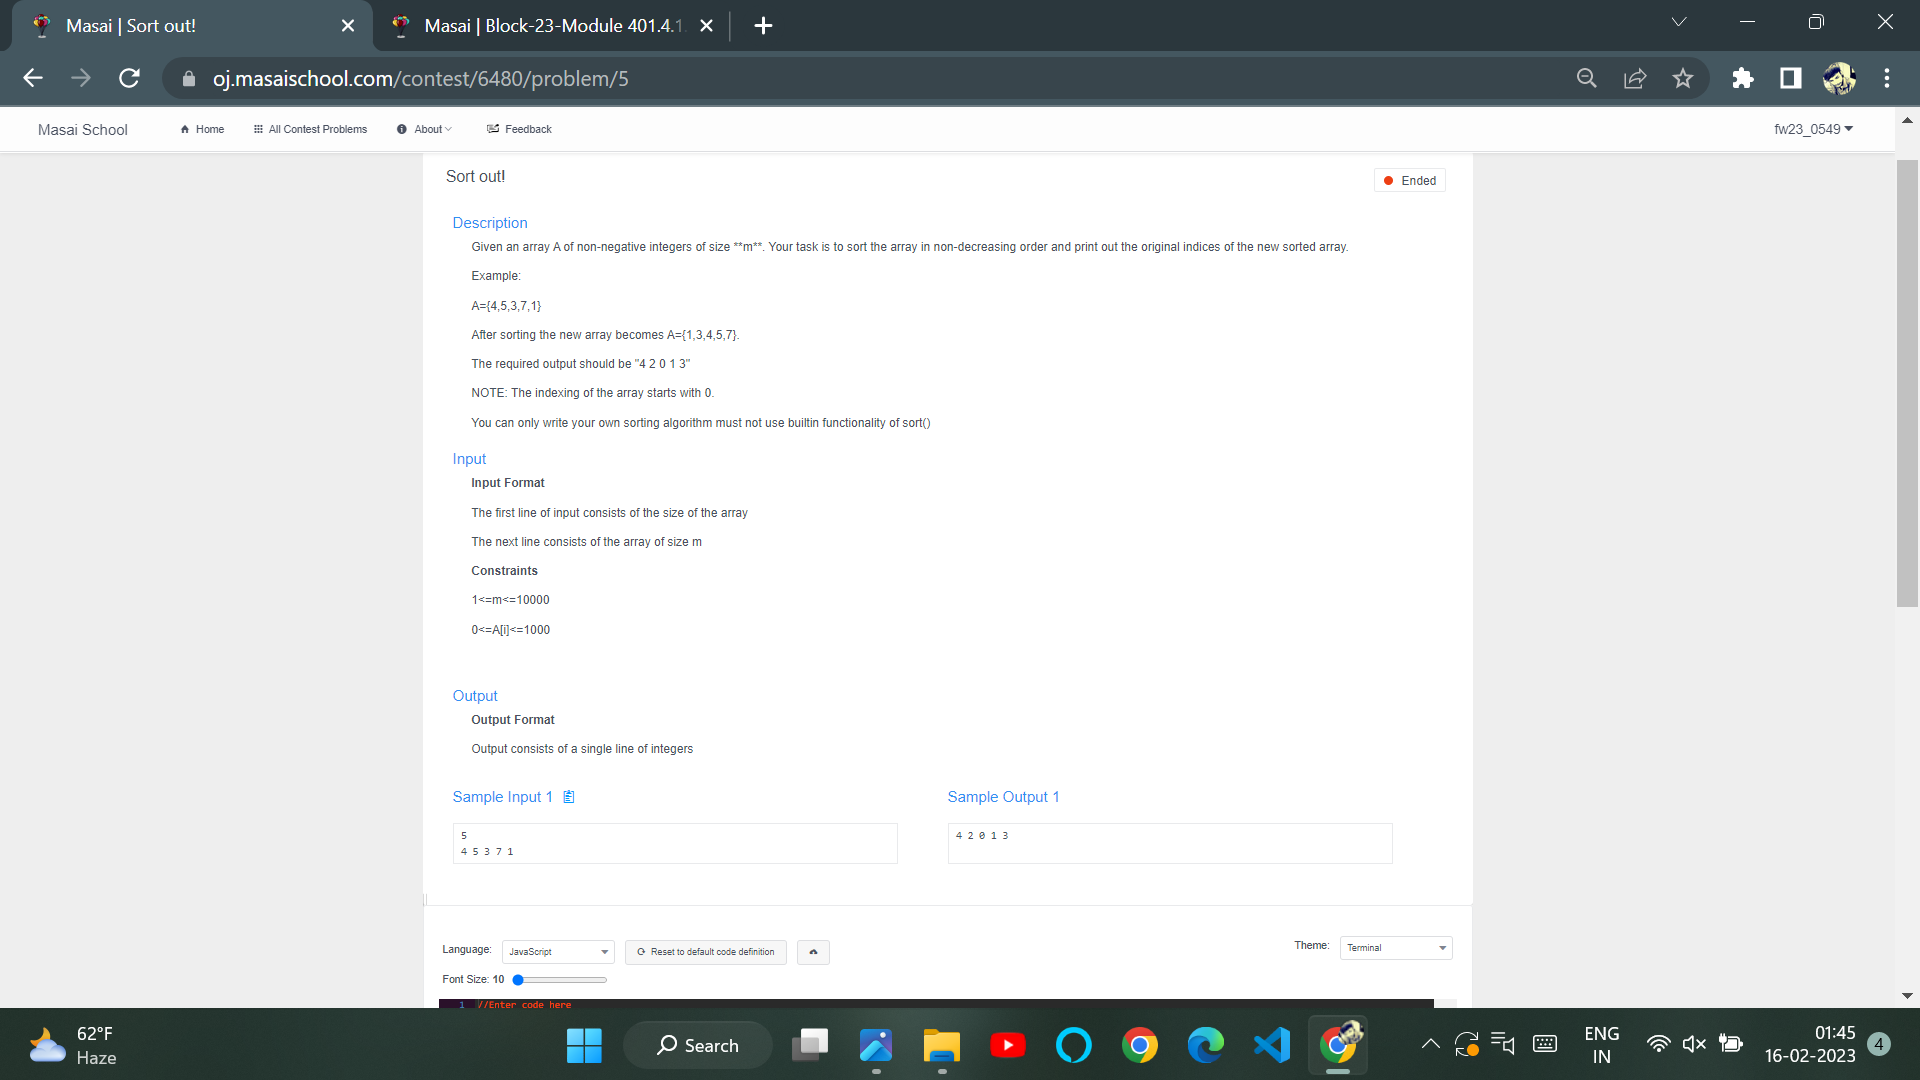 Masai | Sort out!
Masai | Block-23-Module 401.4.1
oj.masaischool.com/contest/6480/problem/5
Masai School
Home
All Contest Problems
About
Feedback
fw23_0549
Sort out!
Ended
Description
Given an array A of non-negative integers of size **m**. Your task is to sort the array in non-decreasing order and print out the original indices of the new sorted array.
Example:
A={4,5,3,7,1}
After sorting the new array becomes A={1,3,4,5,7}.
The required output should be "4 2 0 1 3"
NOTE: The indexing of the array starts with 0.
You can only write your own sorting algorithm must not use builtin functionality of sort()
Input
Input Format
The first line of input consists of the size of the array
The next line consists of the array of size m
Constraints
1<=m<=10000
0<=A[i]<=1000
Output
Output Format
Output consists of a single line of integers
Sample Input 1
Sample Output 1
5
4 5 3 7 1
4 2 0 1 3
Language:
JavaScript
Reset to default code definition
Theme:
Terminal
Font Size: 10
1 //Enter code here
62°F
Haze
Search
ENG
IN
01:45
16-02-2023
4